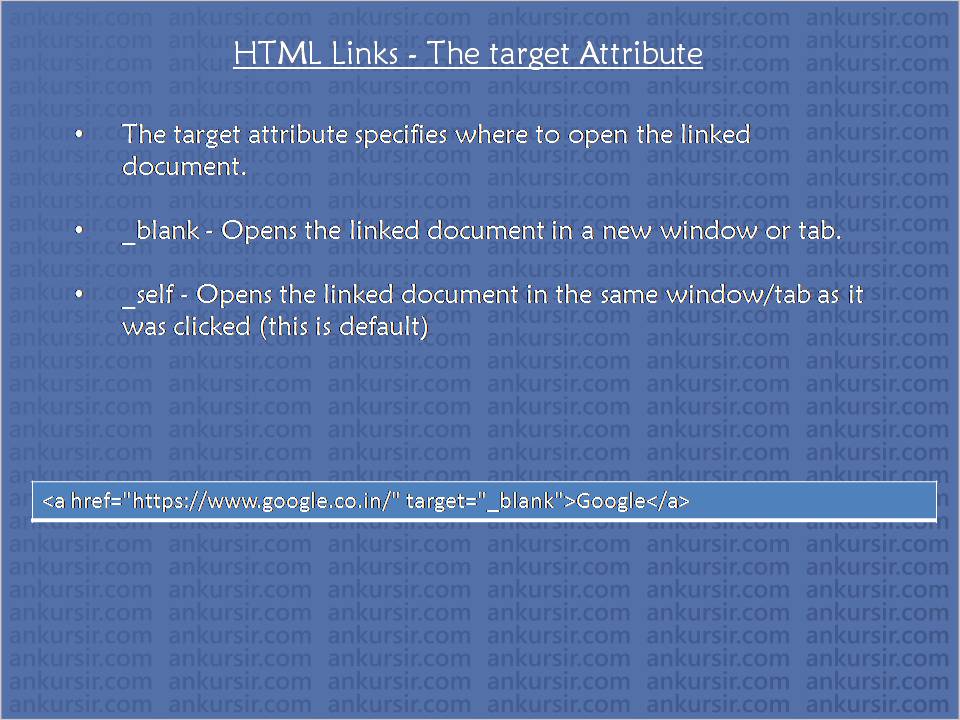 HTML Links - The target Attribute
• The target attribute specifies where to open the linked
document.
• _blank - Opens the linked document in a new window or tab.
• _self - Opens the linked document in the same window/tab as it
was clicked (this is default)
<a href="https://www.google.co.in/" target="_blank">Google</a>
ankursir.com